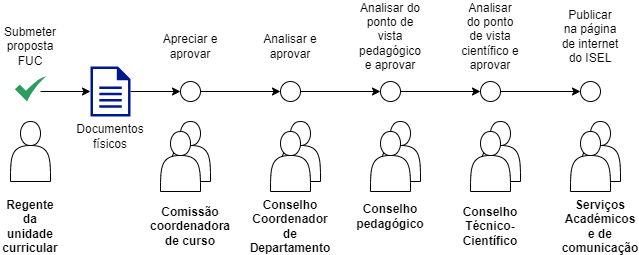 Submeter
proposta
FUC
Documentos
físicos
Apreciar e
aprovar
Analisar e
aprovar
Analisar do
ponto de
vista
pedagógico
e aprovar
Analisar
do ponto
de vista
científico e
aprovar
Publicar
na página
de internet
do ISEL
Regente
da
unidade
curricular
Comissão
coordenadora
de curso
Conselho
Coordenador
de
Departamento
Conselho
pedagógico
Conselho
Técnico-
Científico
Serviços
Académicos
e de
comunicação